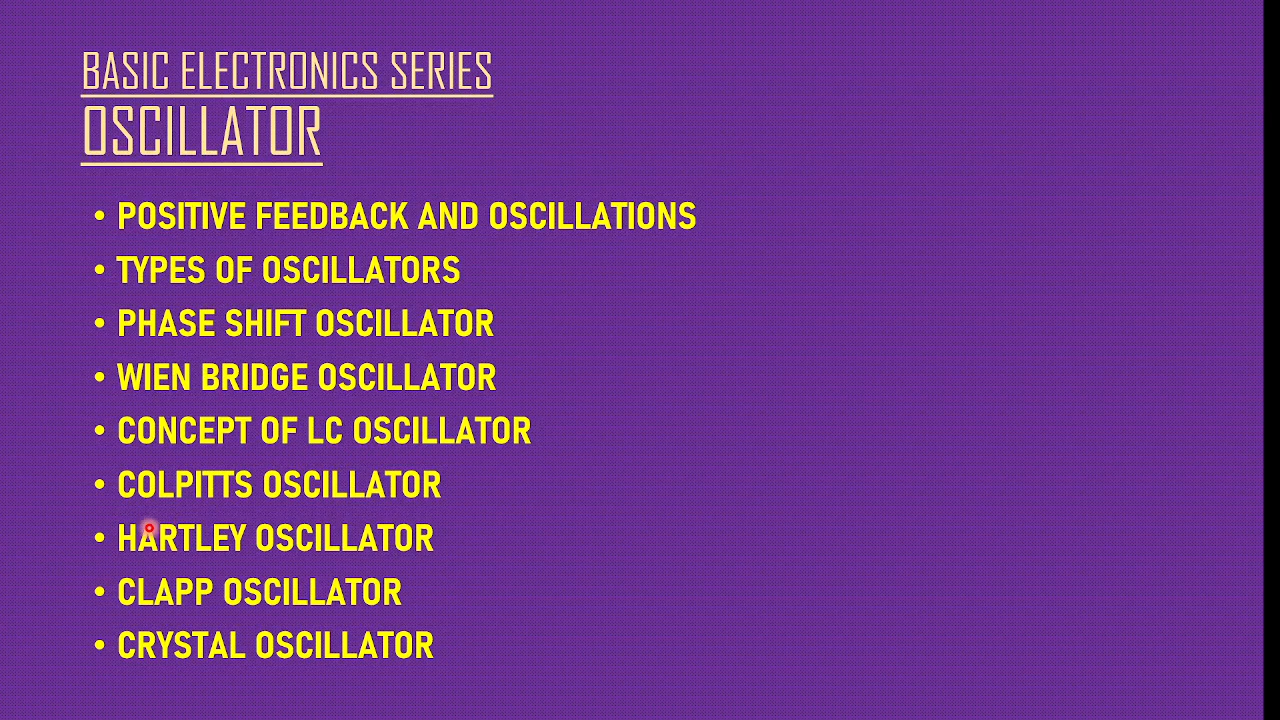 BASIC ELECTRONICS SERIES
OSCILLATOR
• POSITIVE FEEDBACK AND OSCILLATIONS
• TYPES OF OSCILLATORS
• PHASE SHIFT OSCILLATOR
• WIEN BRIDGE OSCILLATOR
• CONCEPT OF LC OSCILLATOR
• COLPITTS OSCILLATOR
• HARTLEY OSCILLATOR
• CLAPP OSCILLATOR
• CRYSTAL OSCILLATOR